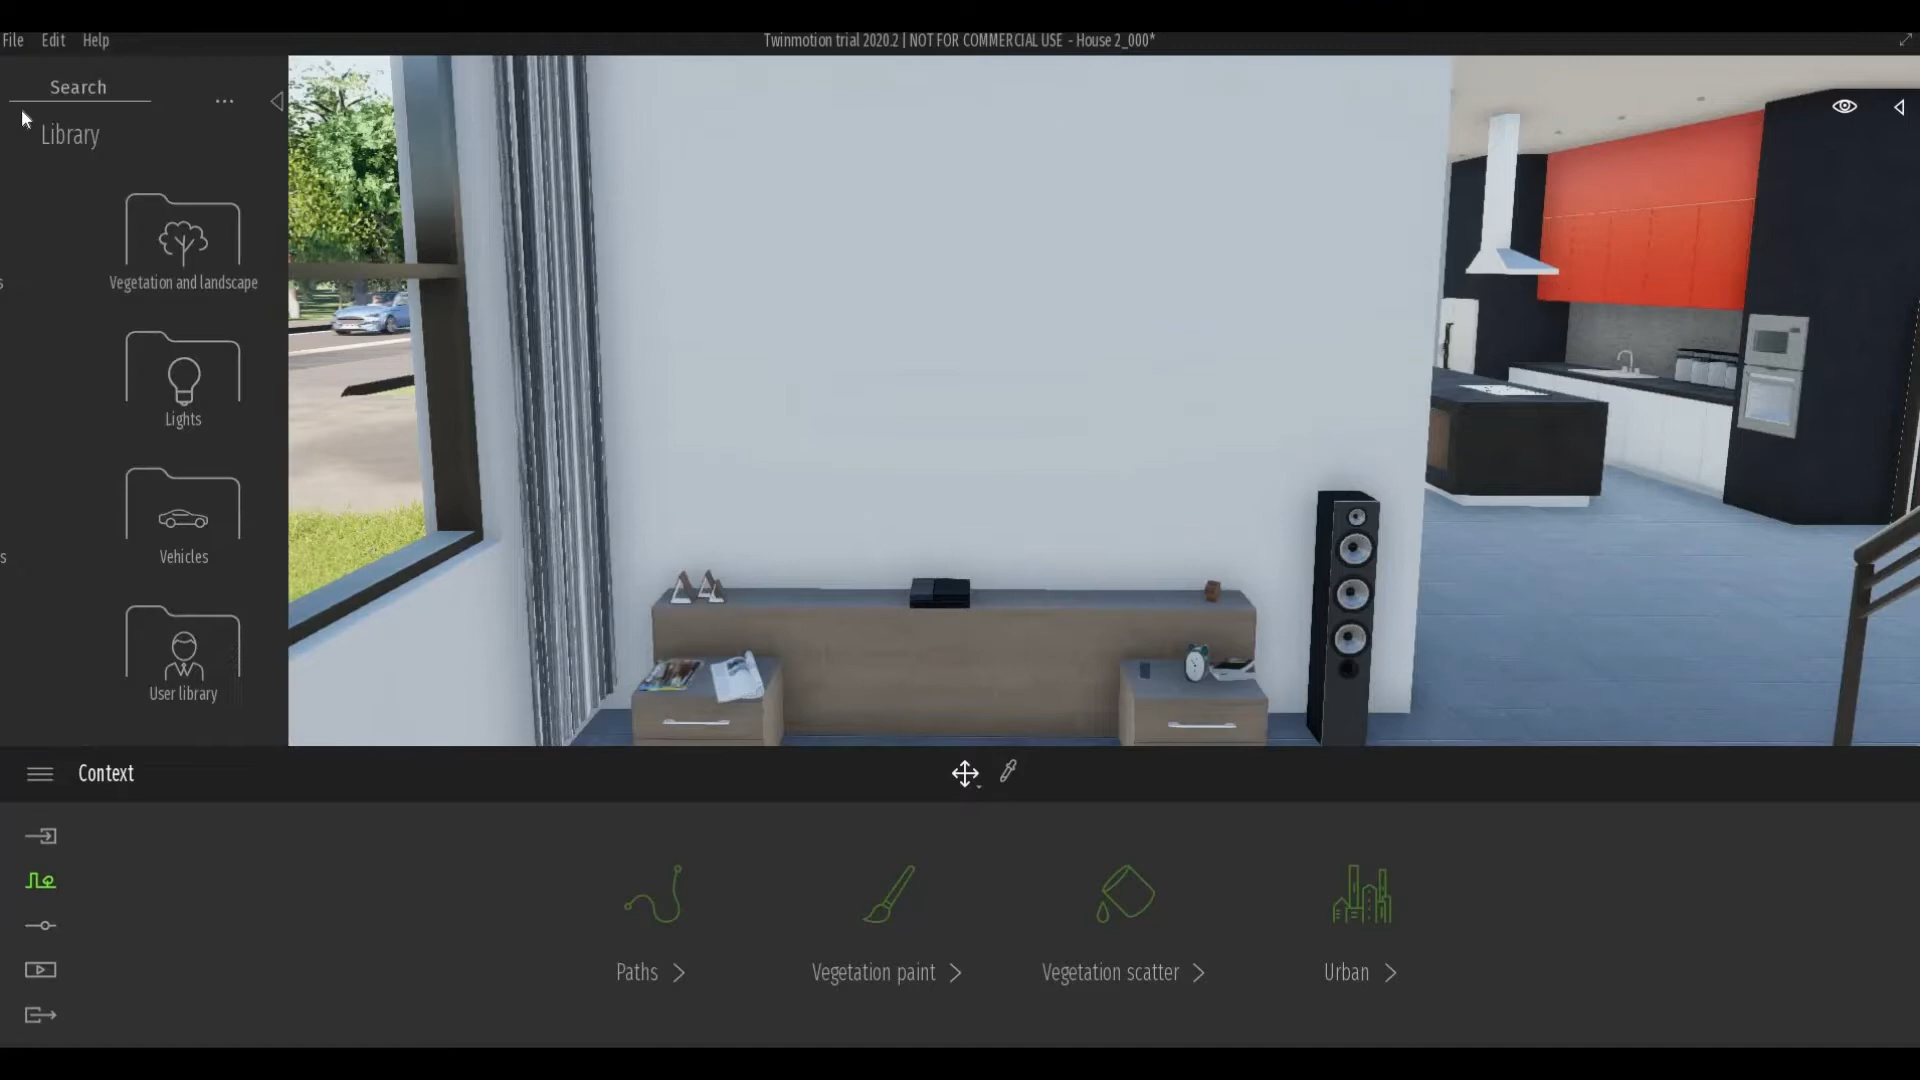 File Edit Help
Twinmotion trial 2020.2 | NOT FOR COMMERCIAL USE - House 2_000*
Search
...
Library
Vegetation and landscape
s
Lights
Vehicles
s
User library
Context
Paths
Vegetation paint
Vegetation scatter
Urban